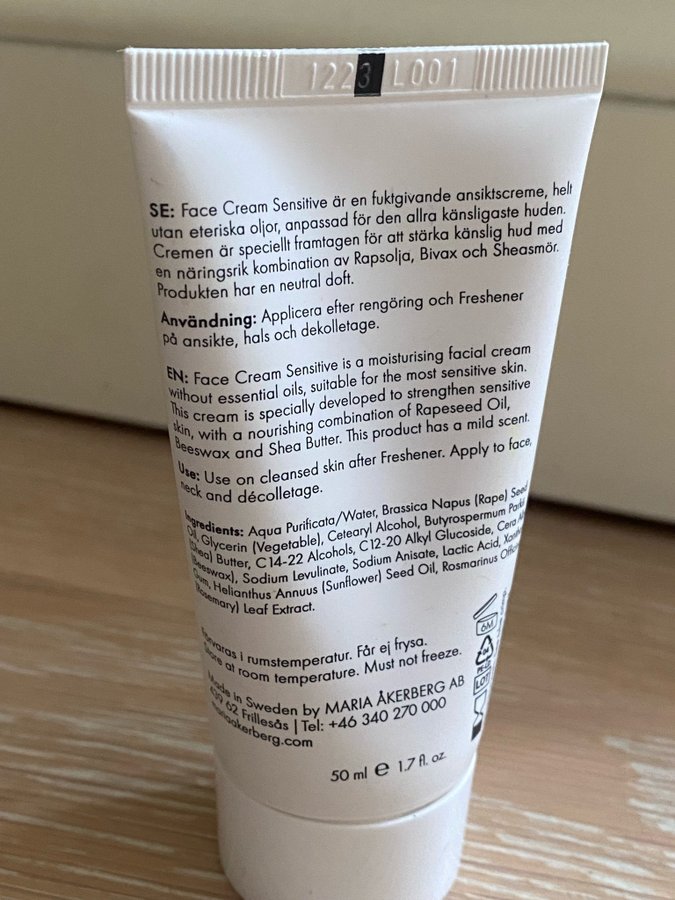 1223 L001
SE: Face Cream Sensitive är en fuktgivande ansiktscreme, helt
utan eteriska oljor, anpassad för den allra känsligaste huden.
Cremen är speciellt framtagen för att stärka känslig hud med
en näringsrik kombination av Rapsolja, Bivax och Sheasmör.
Produkten har en neutral doft.
Användning: Applicera efter rengöring och Freshener
på ansikte, hals och dekolletage.
EN: Face Cream Sensitive is a moisturising facial cream
without essential oils, suitable for the most sensitive skin.
This cream is specially developed to strengthen sensitive
skin, with a nourishing combination of Rapeseed Oil,
Beeswax and Shea Butter. This product has a mild scent.
Use: Use on cleansed skin after Freshener. Apply to face,
neck and décolletage.
Ingredients: Aqua Purificata/Water, Brassica Napus (Rape) Seed
Oil, Glycerin (Vegetable), Cetearyl Alcohol, Butyrospermum
(Shea) Butter, C14-22 Alcohols, C12-20 Alkyl Glucoside, Cera
(Beeswax), Sodium Levulinate, Sodium Anisate, Lactic Acid,
Gum, Helianthus Annuus (Sunflower) Seed Oil, Rosmarinus
(Rosemary) Leaf Extract.
Förvaras i rumstemperatur. Får ej frysa.
Store at room temperature. Must not freeze.
Made in Sweden by MARIA ÅKERBERG AB
439 62 Frillesås | Tel: +46 340 270 000
mariaakerberg.com
6M
LOT
50 ml e 1.7 fl. oz.